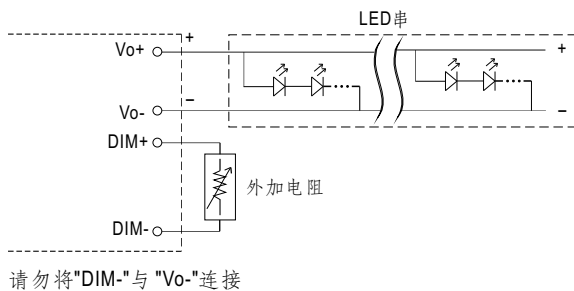 LED串
Vo+
+
+
Vo-
−
−
DIM+
外加电阻
DIM-
请勿将"DIM-"与 "Vo-"连接